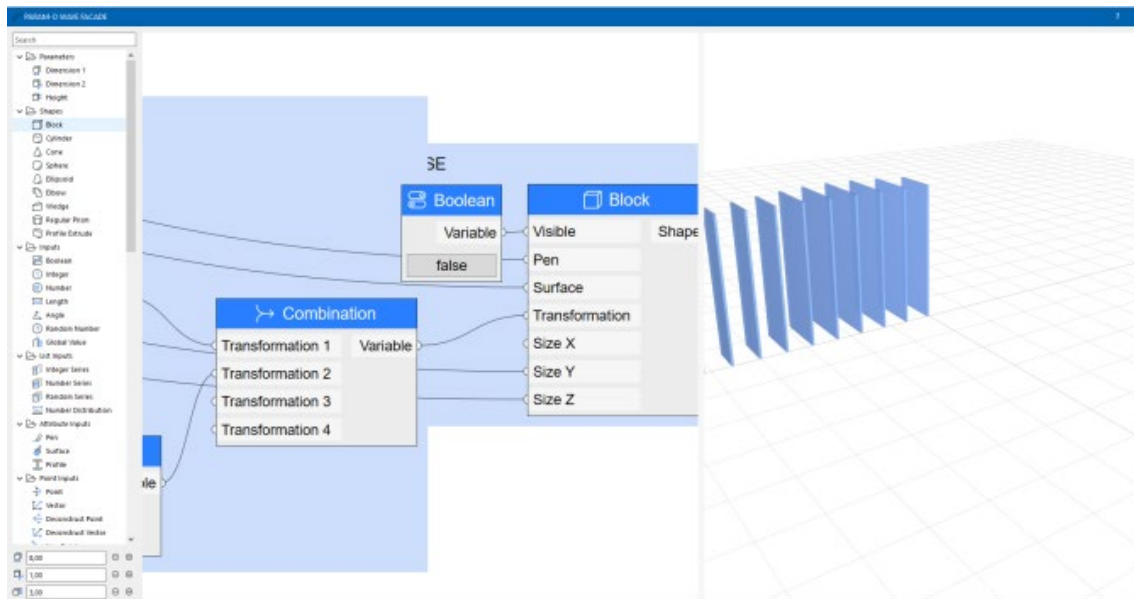 PARAM-O WAVE FACADE
?
Search
Parameters
Dimension 1
Dimension 2
Height
Shapes
Block
Cylinder
Cone
Sphere
Ellipsoid
Elbow
Wedge
Regular Prism
Profile Extrude
Inputs
Boolean
Integer
Number
Length
Angle
Random Number
Global Value
List Inputs
Integer Series
Number Series
Random Series
Number Distribution
Attribute Inputs
Pen
Surface
Profile
Point Inputs
Point
Vector
Deconstruct Point
Deconstruct Vector
8,00
1,00
3,00
SE
Boolean
Variable
false
Block
Visible
Shape
Pen
Surface
Transformation
Size X
Size Y
Size Z
Combination
Transformation 1
Variable
Transformation 2
Transformation 3
Transformation 4
ble